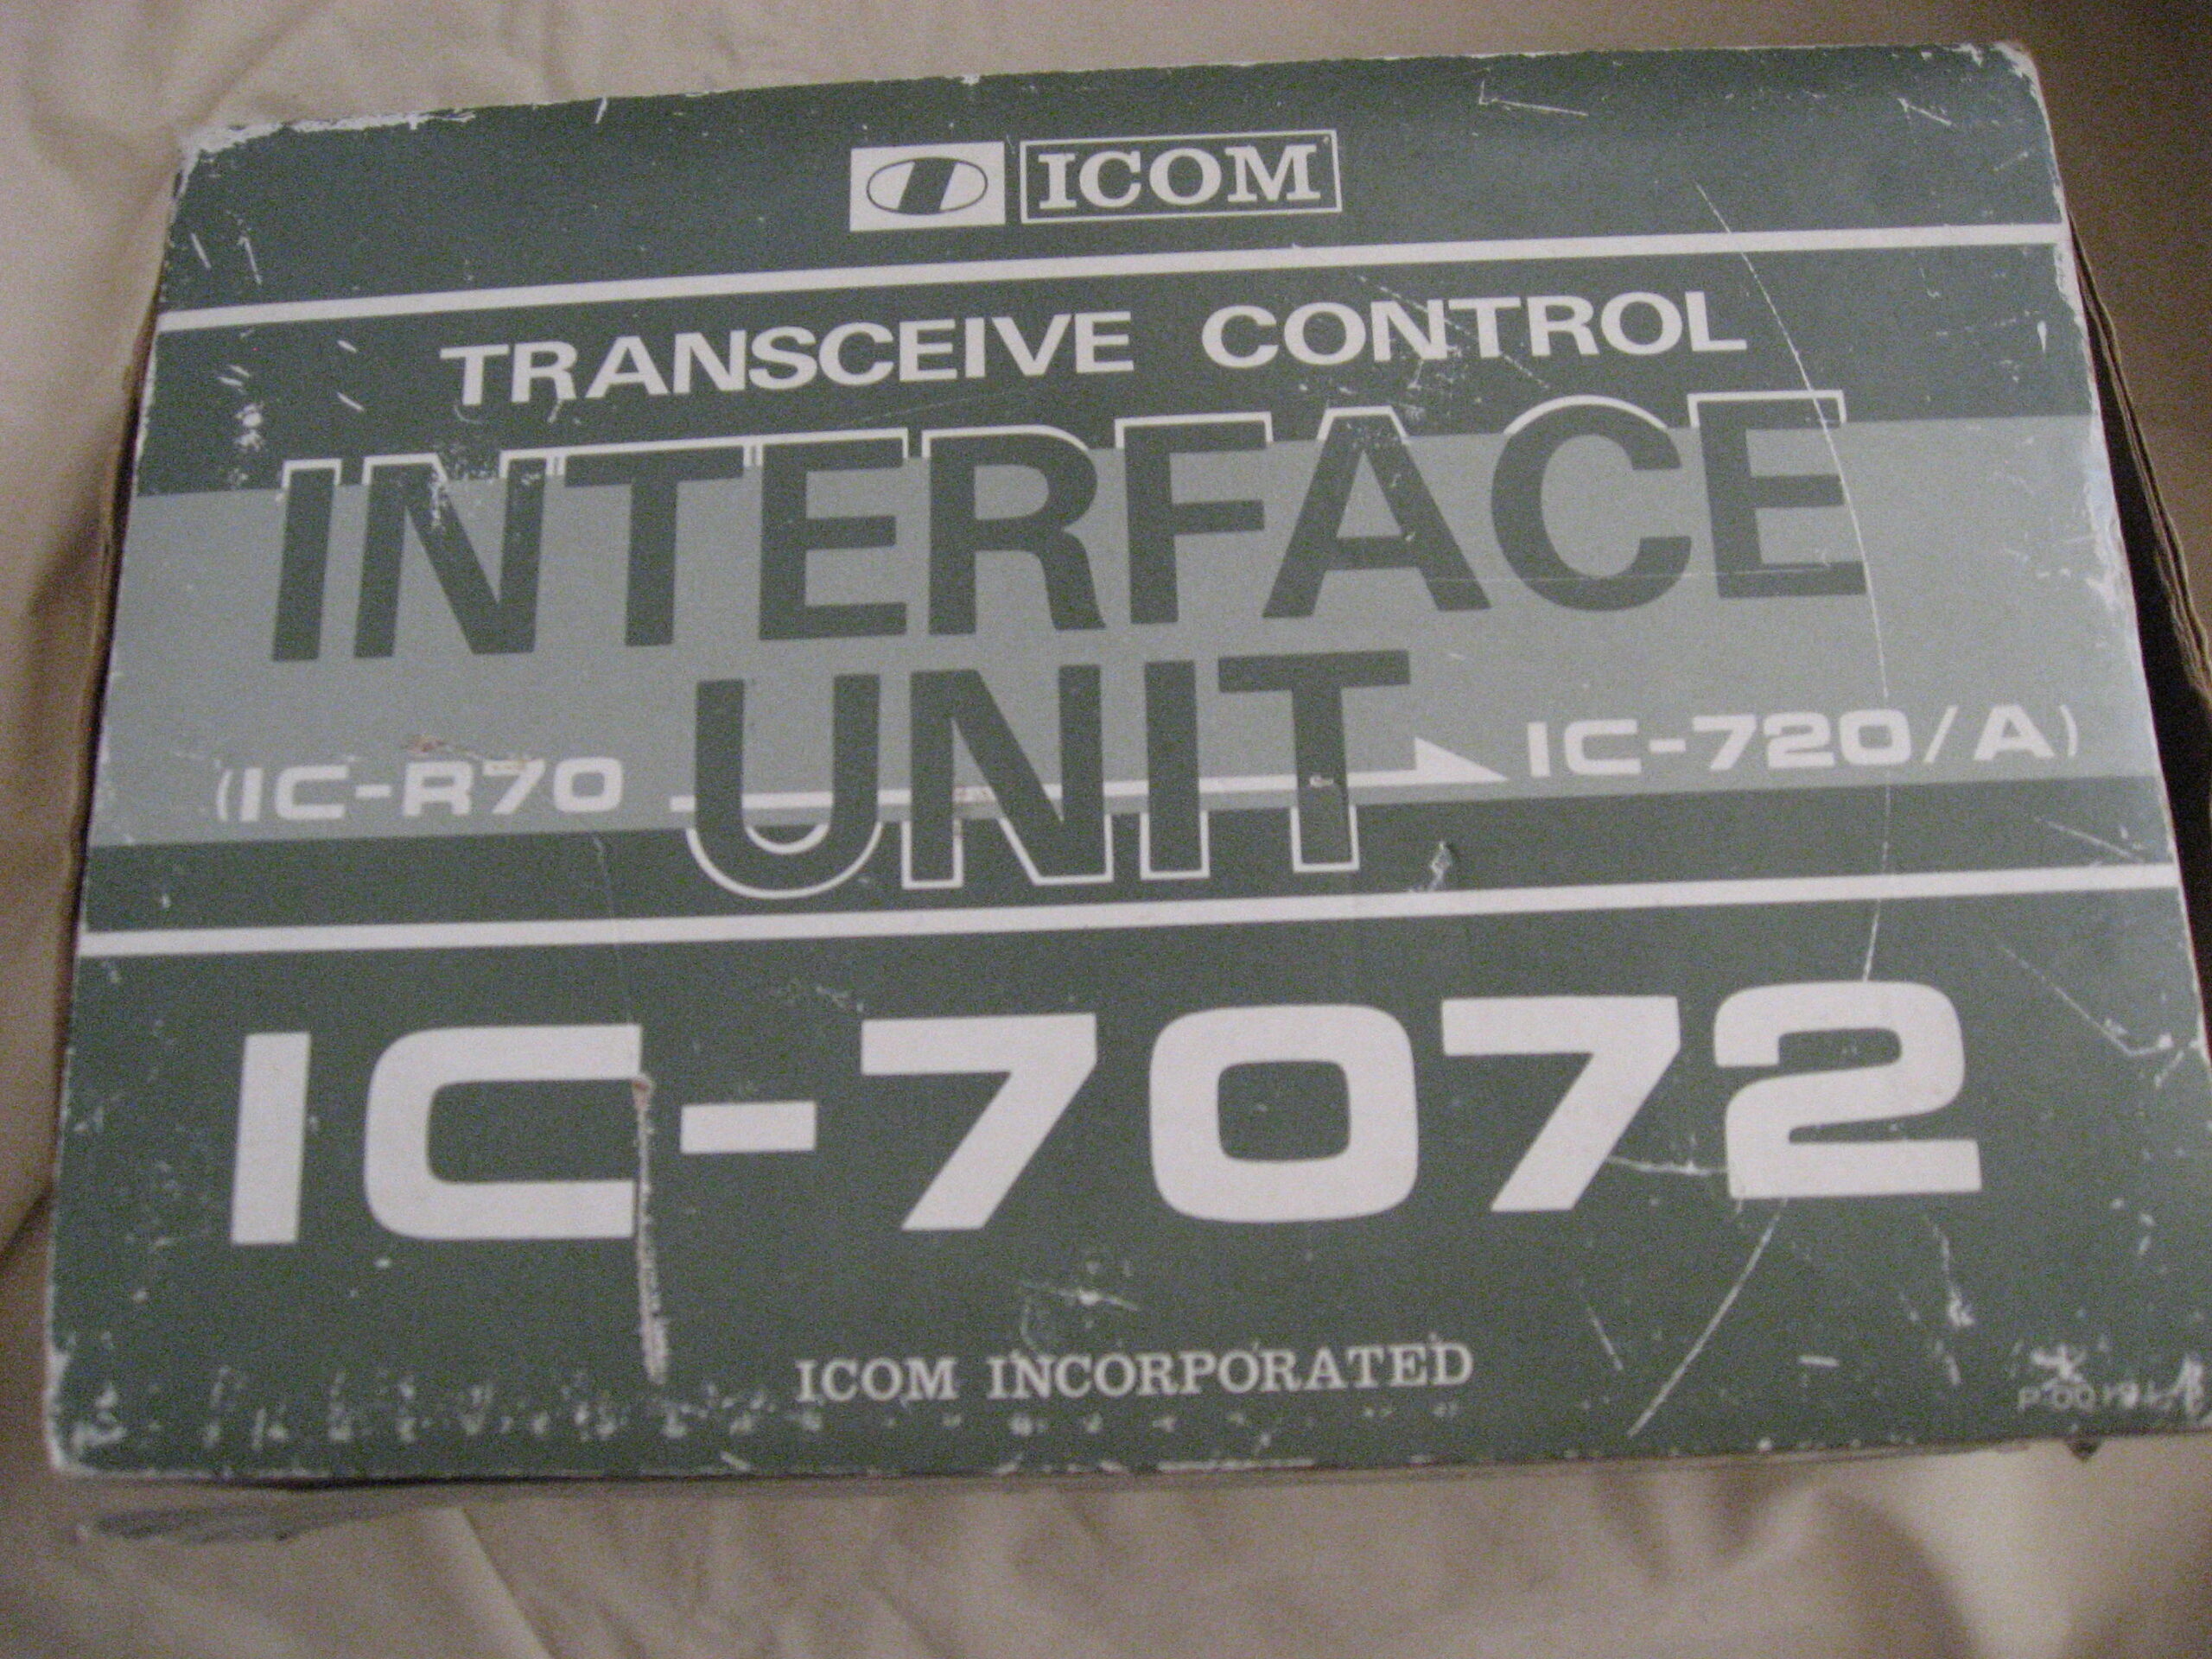 ICOM
TRANSCEIVE CONTROL
INTERFACE
UNIT
(IC-R70 IC-720/A)
IC-7072
ICOM INCORPORATED